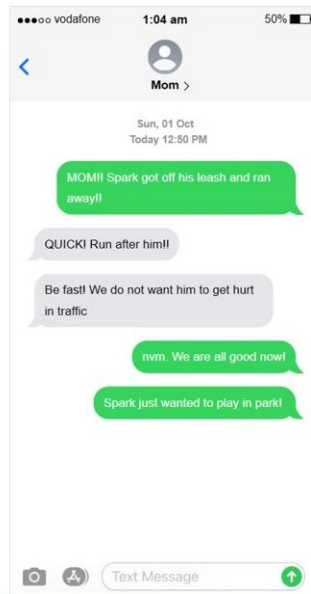 vodafone 1:04 am 50%
Mom >
Sun, 01 Oct
Today 12:50 PM
MOM!! Spark got off his leash and ran
away!!
QUICK! Run after him!!
Be fast! We do not want him to get hurt
in traffic
nvm. We are all good now!
Spark just wanted to play in park!
Text Message